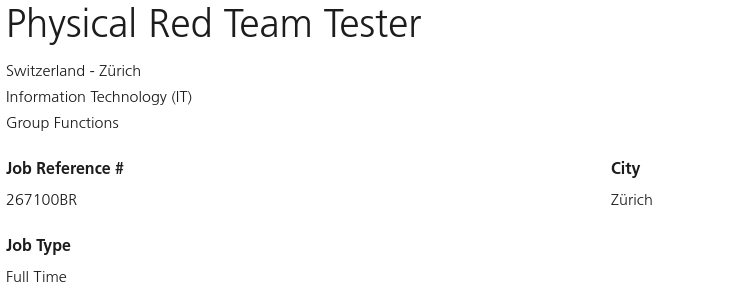 Physical Red Team Tester
Switzerland - Zürich
Information Technology (IT)
Group Functions
Job Reference #
City
267100BR
Zürich
Job Type
Full Time